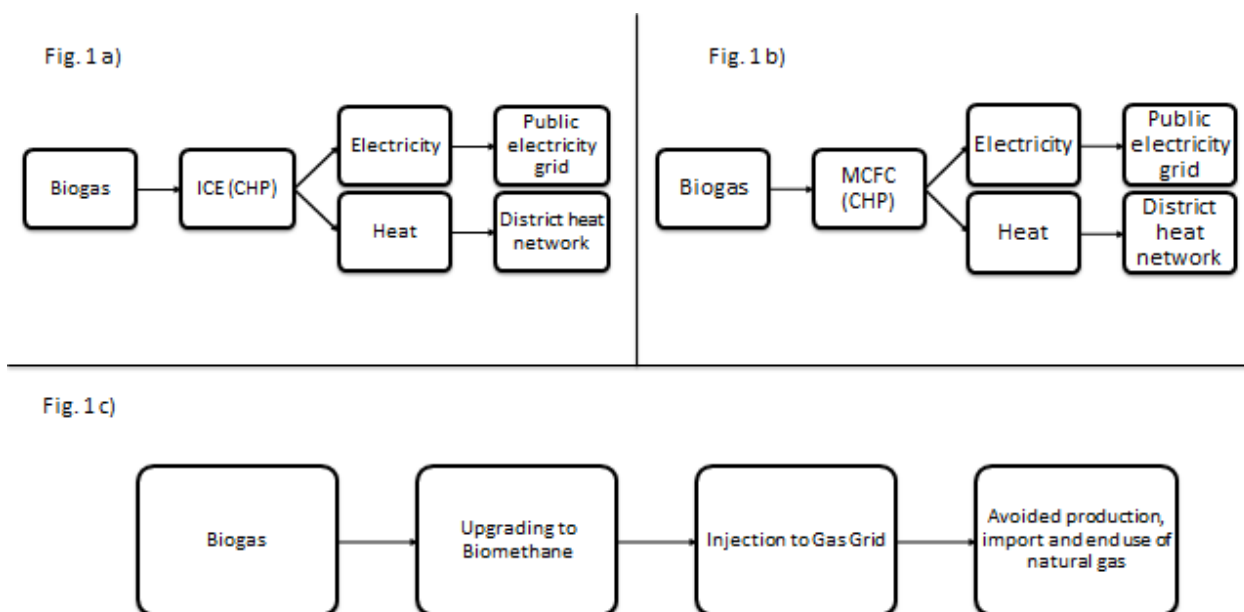 Fig. 1 a)
Biogas
ICE (CHP)
Electricity
Public
electricity
grid
Heat
District heat
network
Fig. 1 b)
Biogas
MCFC
(CHP)
Electricity
Public
electricity
grid
Heat
District
heat
network
Fig. 1 c)
Biogas
Upgrading to
Biomethane
Injection to Gas Grid
Avoided production,
import and end use of
natural gas